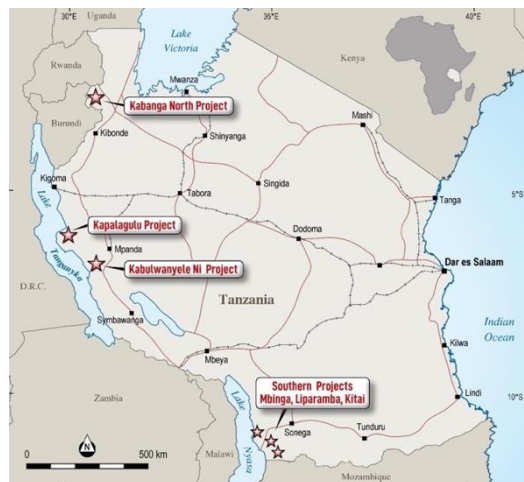 30°E
35°E
40°E
Uganda
Lake
Victoria
Kenya
Rwanda
Mwanza
Kabanga North Project
Burundi
Kibonde
Shinyanga
Mashi
Kigoma
Singida
Tabora
Tanga
5°S
Lake
Tanganyika
Kapalagulu Project
Dodoma
Mpanda
Kabulwanyele Ni Project
Dar es Salaam
D.R.C.
Tanzania
Symbawanga
Indian
Ocean
Mbeya
Kilwa
Southern Projects
Mbinga, Liparamba, Kitai
Lindi
10°S
Zambia
Lake
Nyasa
Sonega
Tunduru
N
0
500 km
Malawi
Mozambique